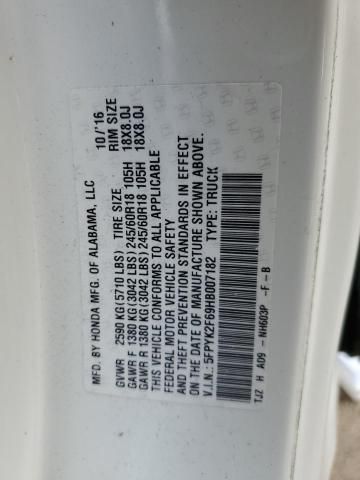 MFD. BY HONDA MFG. OF ALABAMA, LLC 10/'16
TIRE SIZE RIM SIZE
GVWR 2590 KG(5710 LBS)
GAWR F 1380 KG(3042 LBS)245/60R18 105H 18X8.0J
GAWR R 1380 KG(3042 LBS)245/60R18 105H 18X8.0J
THIS VEHICLE CONFORMS TO ALL APPLICABLE
FEDERAL MOTOR VEHICLE SAFETY
AND THEFT PREVENTION STANDARDS IN EFFECT
ON THE DATE OF MANUFACTURE SHOWN ABOVE.
V.I.N.: 5FPYK2F69HB007182 TYPE: TRUCK
TJZ H A09 - NH603P -F - B